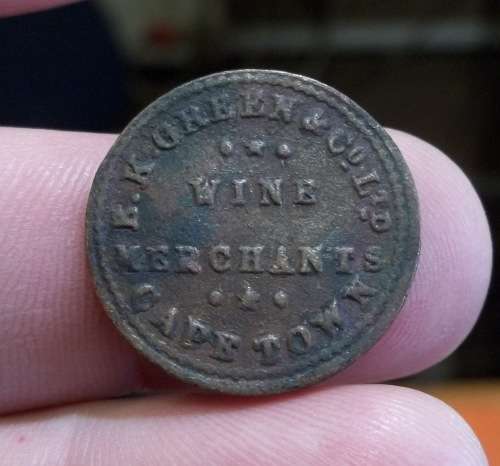 E. K. GREEN & Co. LTD
WINE
MERCHANTS
CAPE TOWN